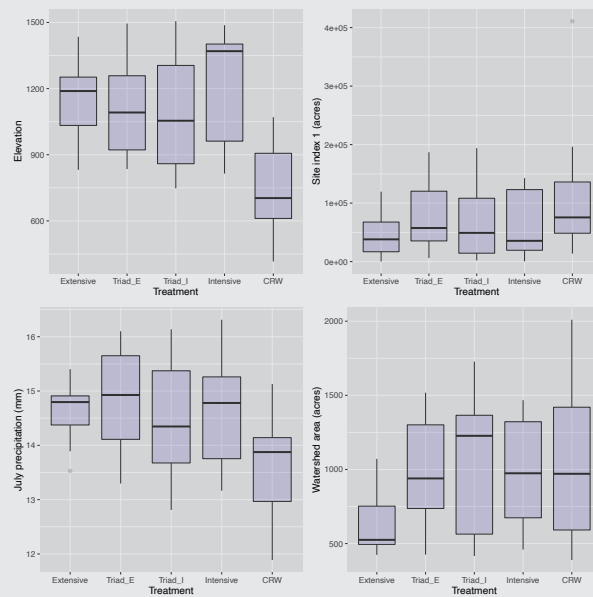 1500
1200
900
600
Elevation
Extensive Triad_E Triad_I Intensive CRW
Treatment
4e+05
3e+05
2e+05
1e+05
0e+00
Site index 1 (acres)
Extensive Triad_E Triad_I Intensive CRW
Treatment
16
15
14
13
12
July precipitation (mm)
Extensive Triad_E Triad_I Intensive CRW
Treatment
2000
1500
1000
500
Watershed area (acres)
Extensive Triad_E Triad_I Intensive CRW
Treatment